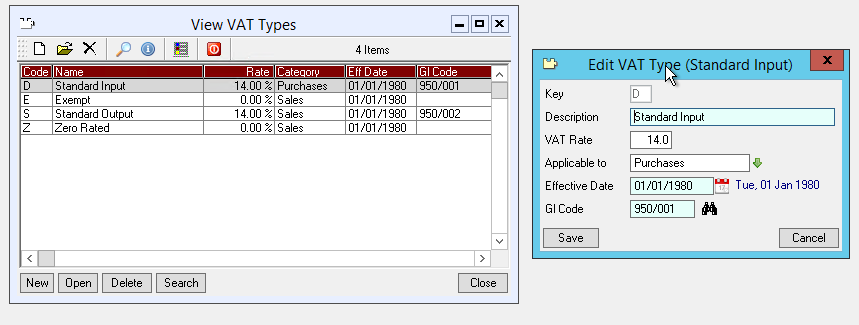 View VAT Types
4 Items
Code Name Rate Category Eff Date Gl Code
D Standard Input 14.00 % Purchases 01/01/1980 950/001
E Exempt 0.00 % Sales 01/01/1980
S Standard Output 14.00 % Sales 01/01/1980 950/002
Z Zero Rated 0.00 % Sales 01/01/1980
New Open Delete Search Close
Edit VAT Type (Standard Input)
Key D
Description Standard Input
VAT Rate 14.0
Applicable to Purchases
Effective Date 01/01/1980 Tue, 01 Jan 1980
Gl Code 950/001
Save Cancel